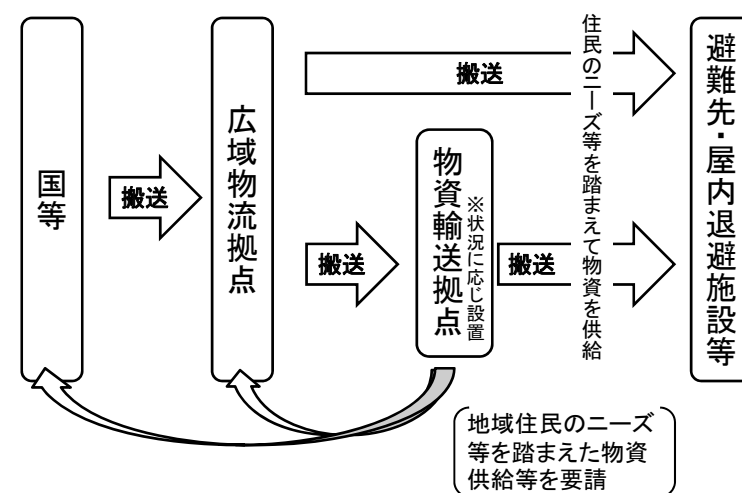 国等
搬送
広域物流拠点
搬送
搬送
物資輸送拠点
※状況に応じ設置
搬送
住民のニーズ等を踏まえて物資を供給
避難先・屋内退避施設等
地域住民のニーズ
等を踏まえた物資
供給等を要請